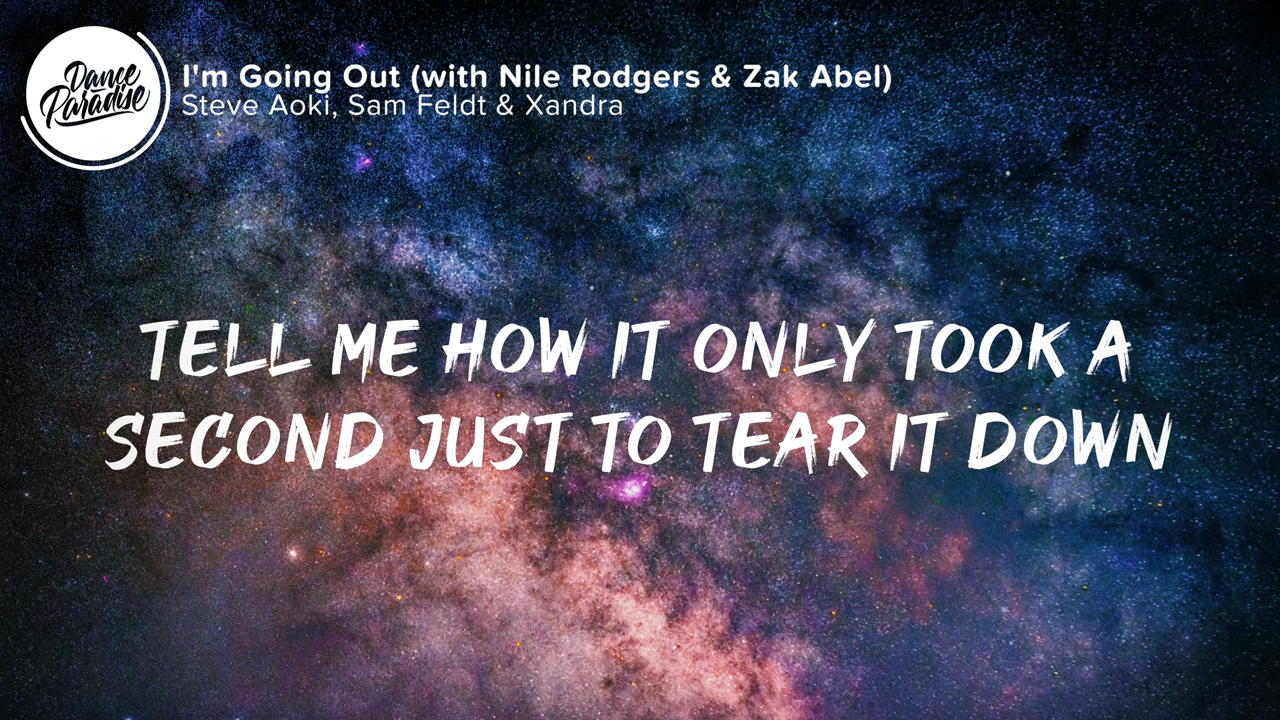 Dance
Paradise
I'm Going Out (with Nile Rodgers & Zak Abel)
Steve Aoki, Sam Feldt & Xandra
TELL ME HOW IT ONLY TOOK A
SECOND JUST TO TEAR IT DOWN